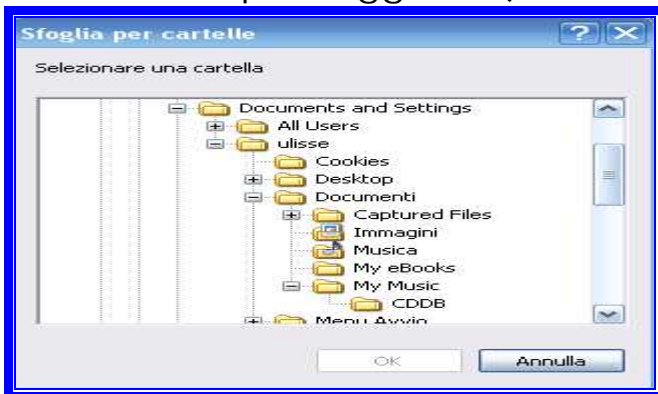 Sfoglia per cartelle
Selezionare una cartella
Documents and Settings
All Users
ulisse
Cookies
Desktop
Documenti
Captured Files
Immagini
Musica
My eBooks
My Music
CDDB
Menu Avvio
OK
Annulla